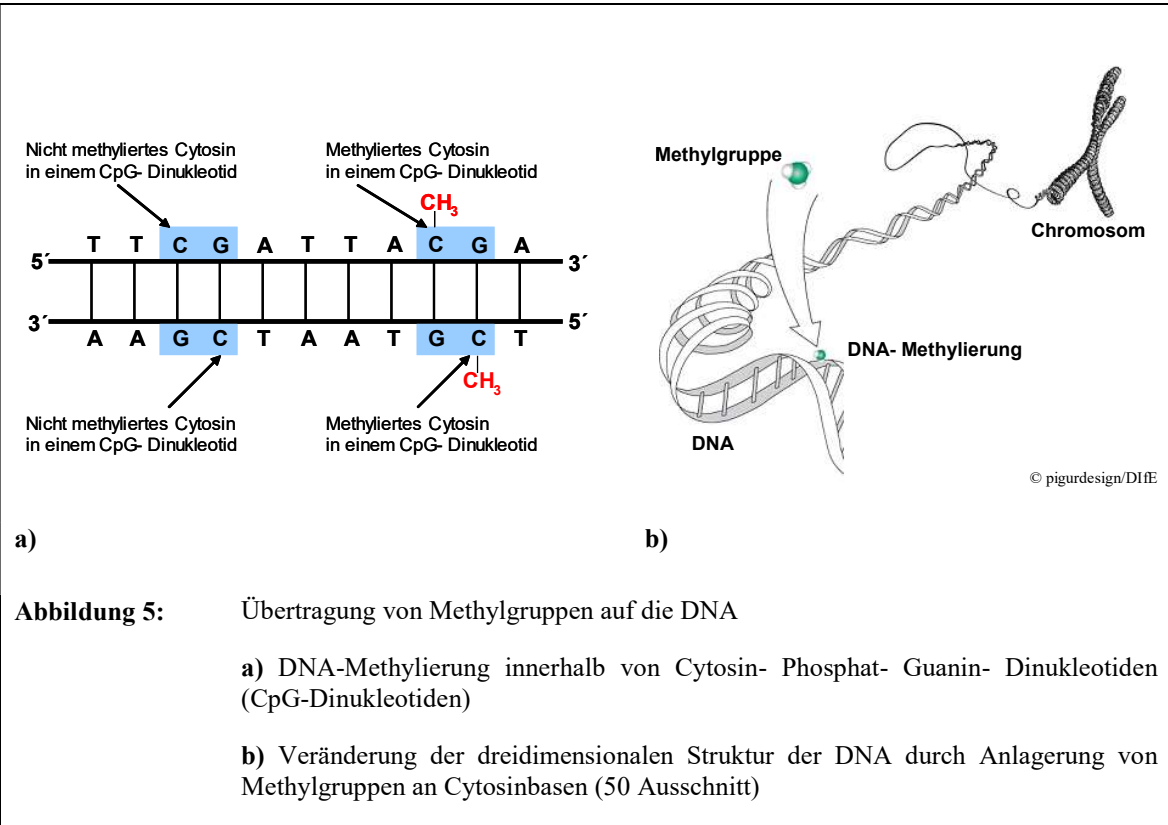 Nicht methyliertes Cytosin
in einem CpG- Dinukleotid
Methyliertes Cytosin
in einem CpG- Dinukleotid
CH₃
T T C G A T T A C G A
5´ 3´
3´ 5´
A A G C T A A T G C T
CH₃
Nicht methyliertes Cytosin
in einem CpG- Dinukleotid
Methyliertes Cytosin
in einem CpG- Dinukleotid
a)
Methylgruppe
Chromosom
DNA- Methylierung
DNA
© pigurdesign/DIfE
b)
Abbildung 5: Übertragung von Methylgruppen auf die DNA
a) DNA-Methylierung innerhalb von Cytosin- Phosphat- Guanin- Dinukleotiden
(CpG-Dinukleotiden)
b) Veränderung der dreidimensionalen Struktur der DNA durch Anlagerung von
Methylgruppen an Cytosinbasen (50 Ausschnitt)